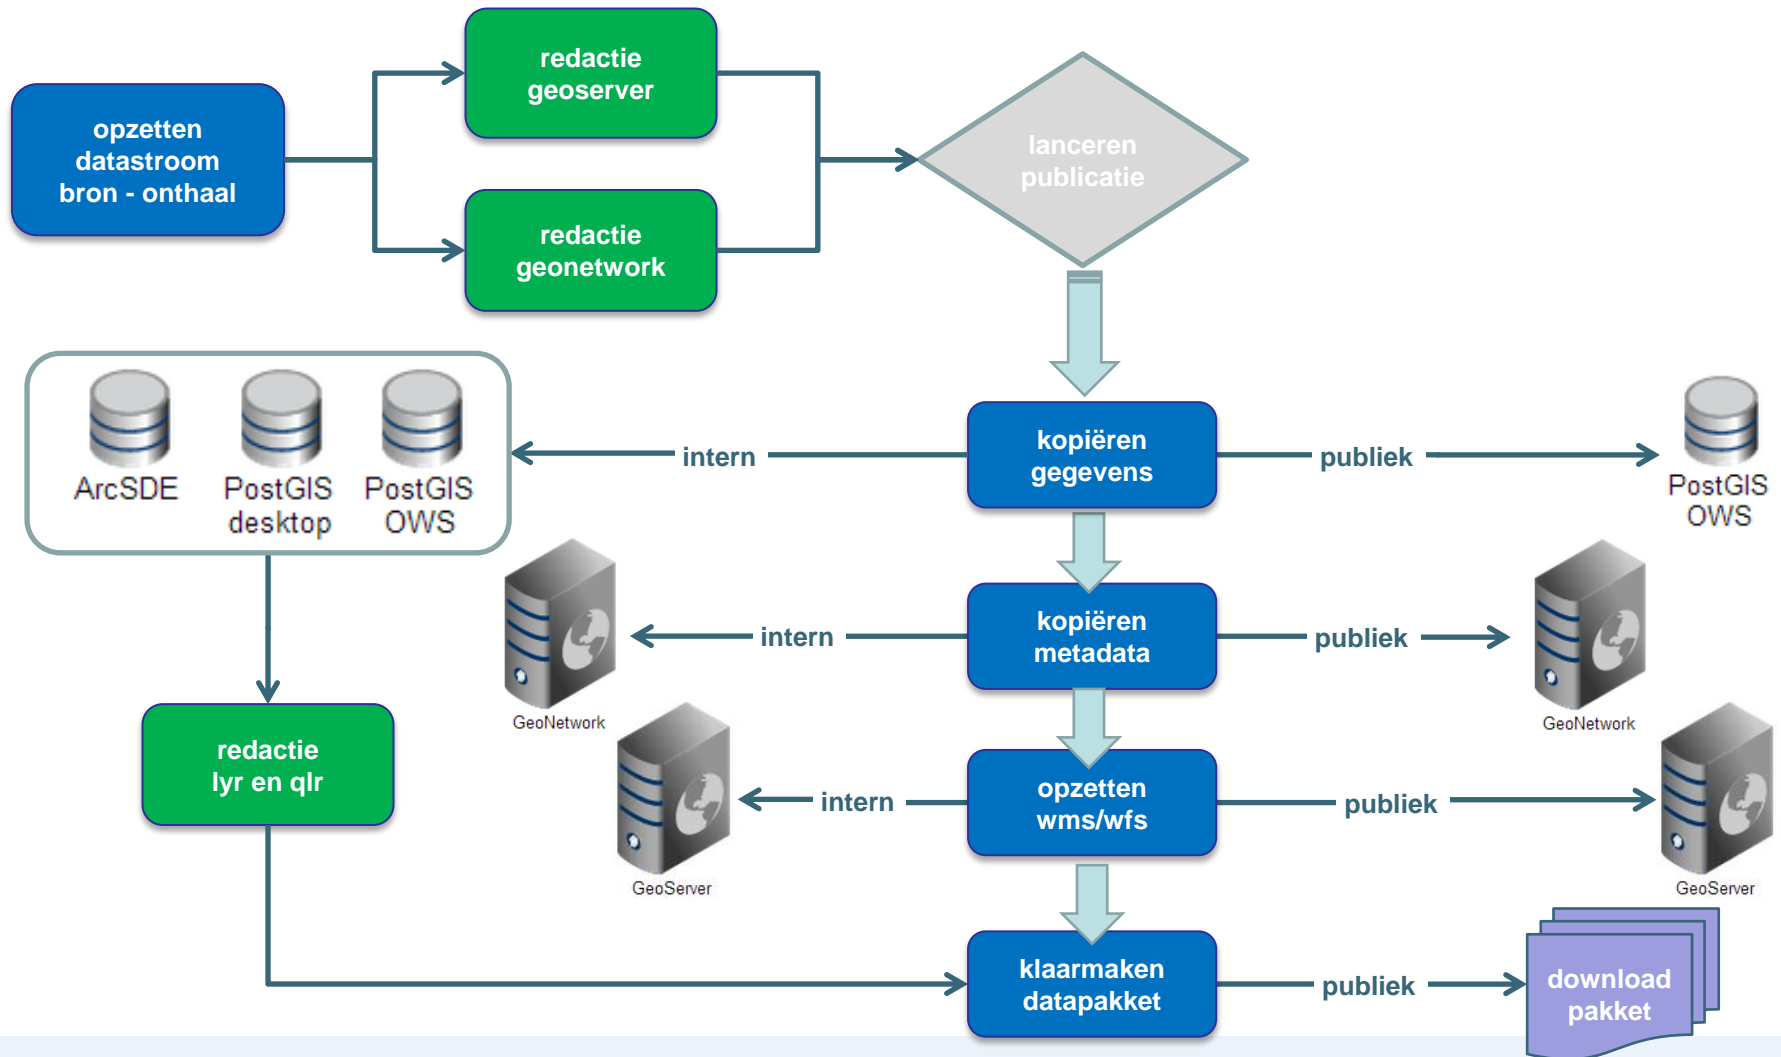 opzetten
datastroom
bron - onthaal
redactie
geoserver
redactie
geonetwork
lanceren
publicatie
ArcSDE
PostGIS
desktop
PostGIS
OWS
intern
kopiëren
gegevens
publiek
PostGIS
OWS
GeoNetwork
intern
kopiëren
metadata
publiek
GeoNetwork
redactie
lyr en qlr
GeoServer
intern
opzetten
wms/wfs
publiek
GeoServer
klaarmaken
datapakket
publiek
download
pakket